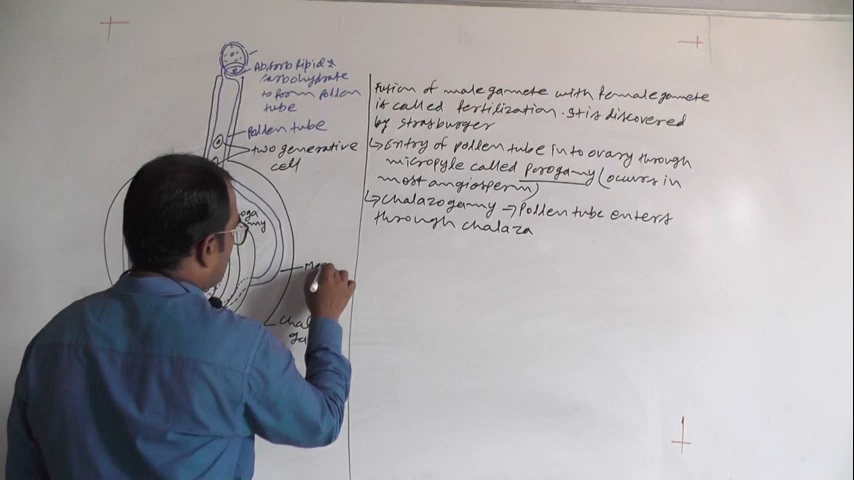 Absorb lipid &
carbohydrate
to form pollen
tube
Pollen tube
two generative
cell
Fusion of male gamete with female gamete
is called fertilization. It is discovered
by strasburger
↳ Entry of pollen tube in to ovary through
micropyle called porogamy (occurs in
most angiosperm)
↳ Chalazogamy → Pollen tube enters
through chalaza